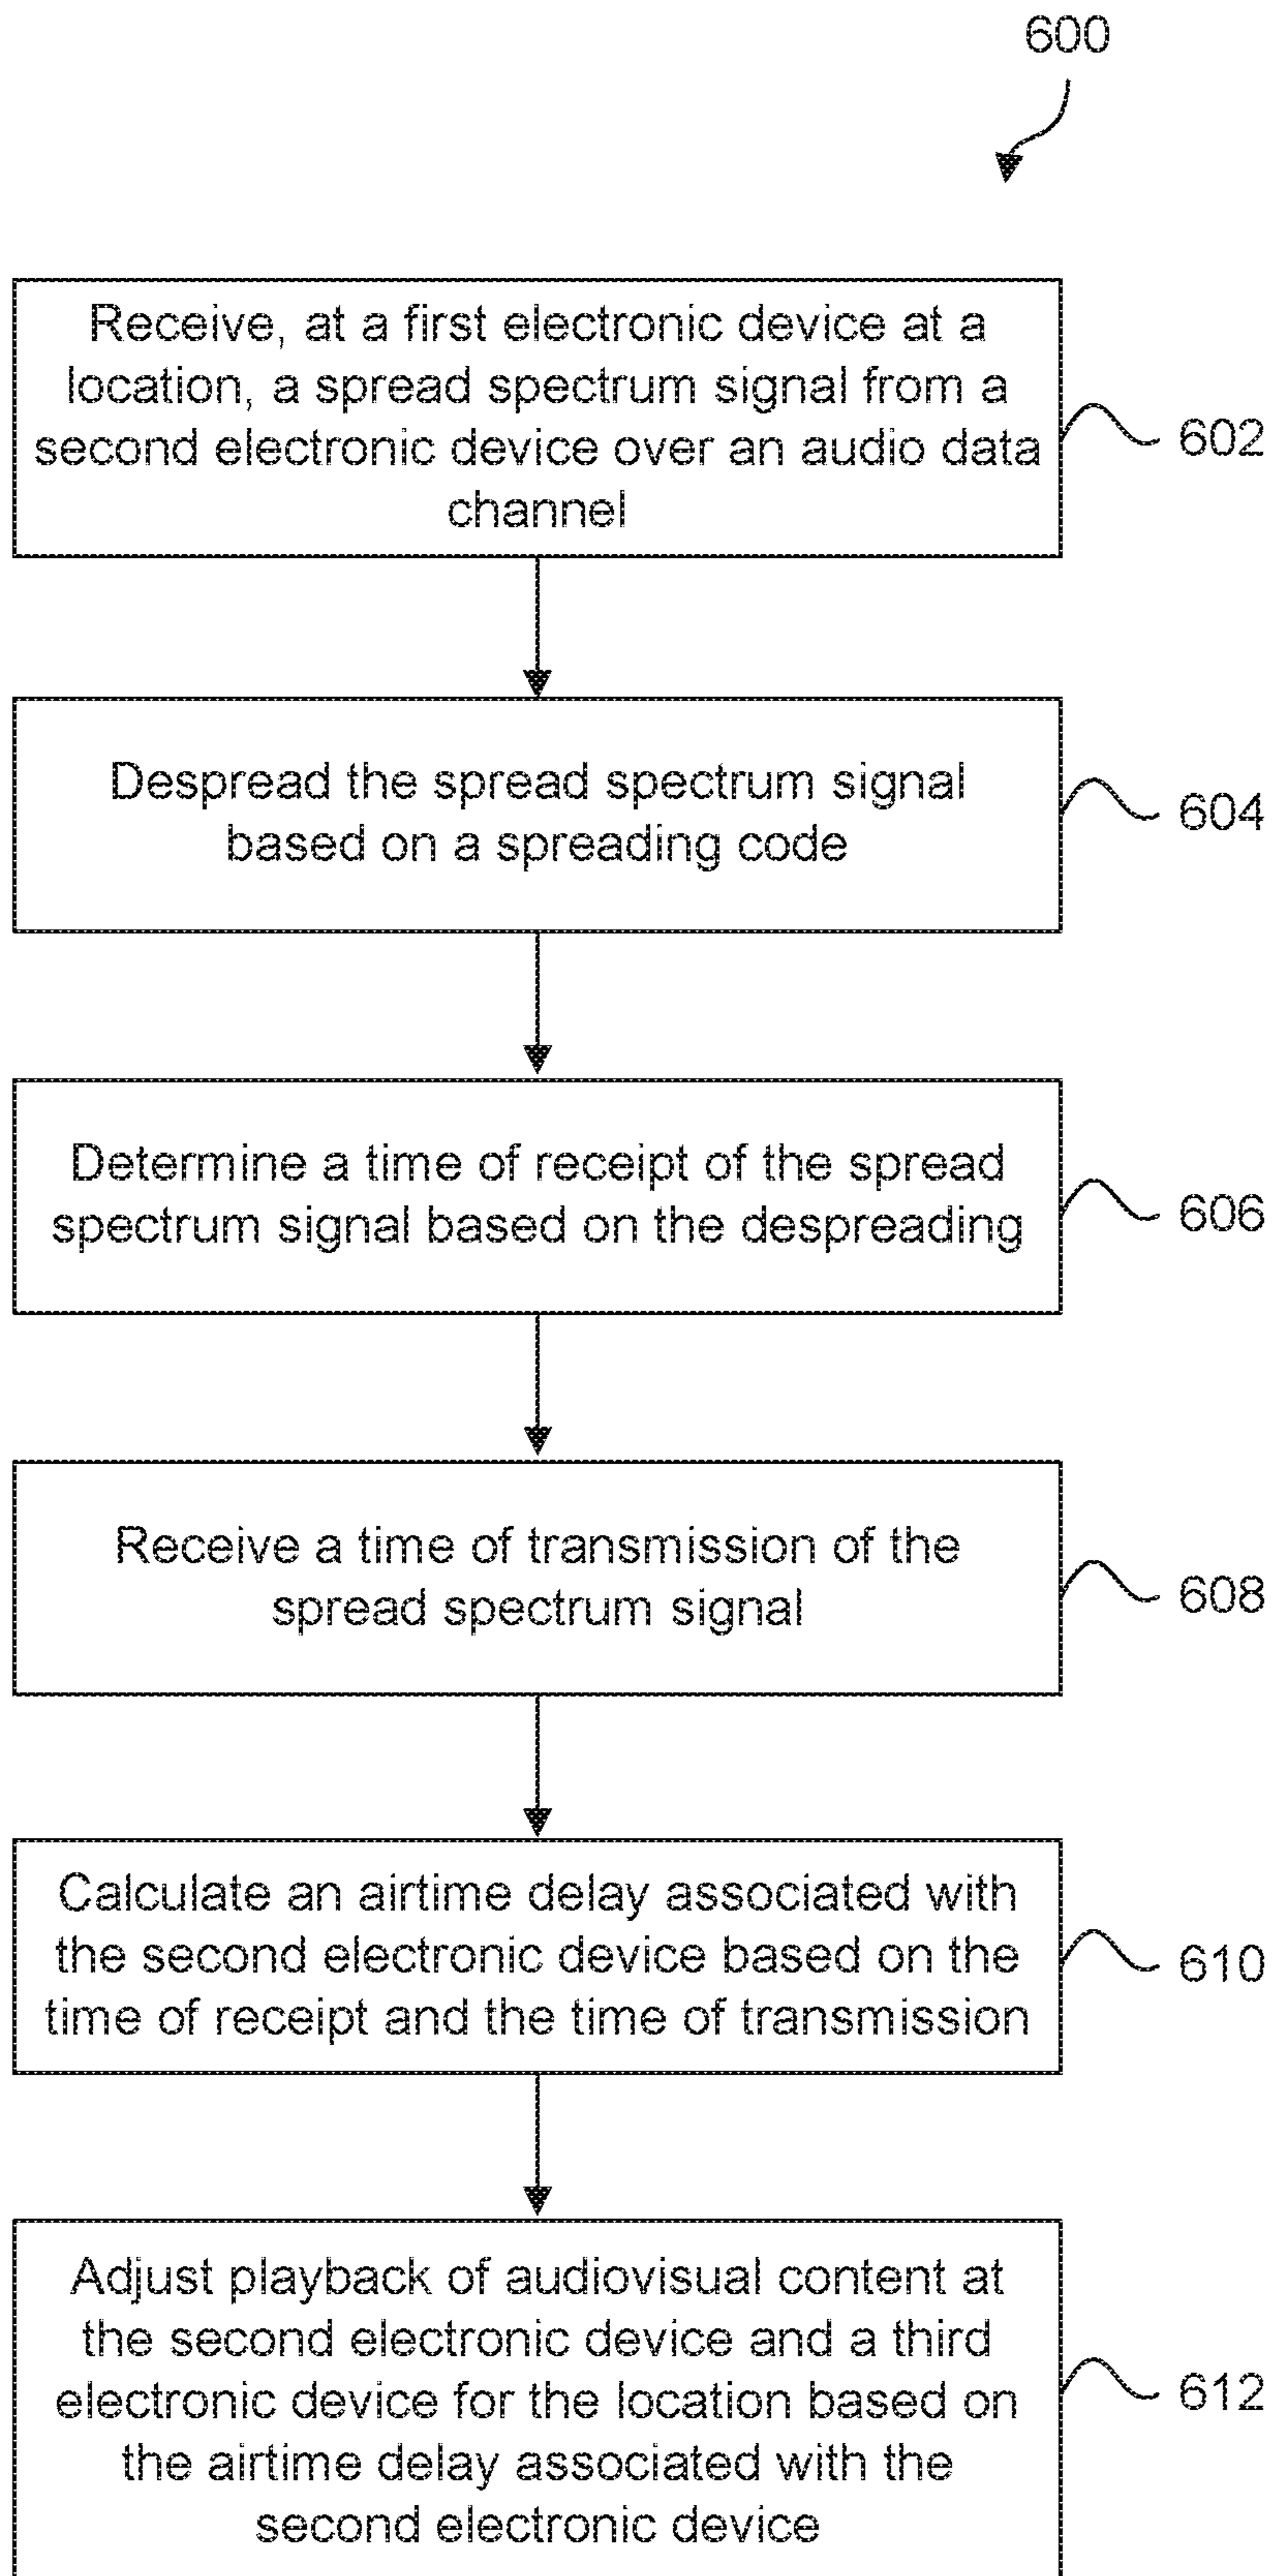 600
Receive, at a first electronic device at a
location, a spread spectrum signal from a
second electronic device over an audio data
channel
602
Despread the spread spectrum signal
based on a spreading code
604
Determine a time of receipt of the spread
spectrum signal based on the despreading
606
Receive a time of transmission of the
spread spectrum signal
608
Calculate an airtime delay associated with
the second electronic device based on the
time of receipt and the time of transmission
610
Adjust playback of audiovisual content at
the second electronic device and a third
electronic device for the location based on
the airtime delay associated with the
second electronic device
612